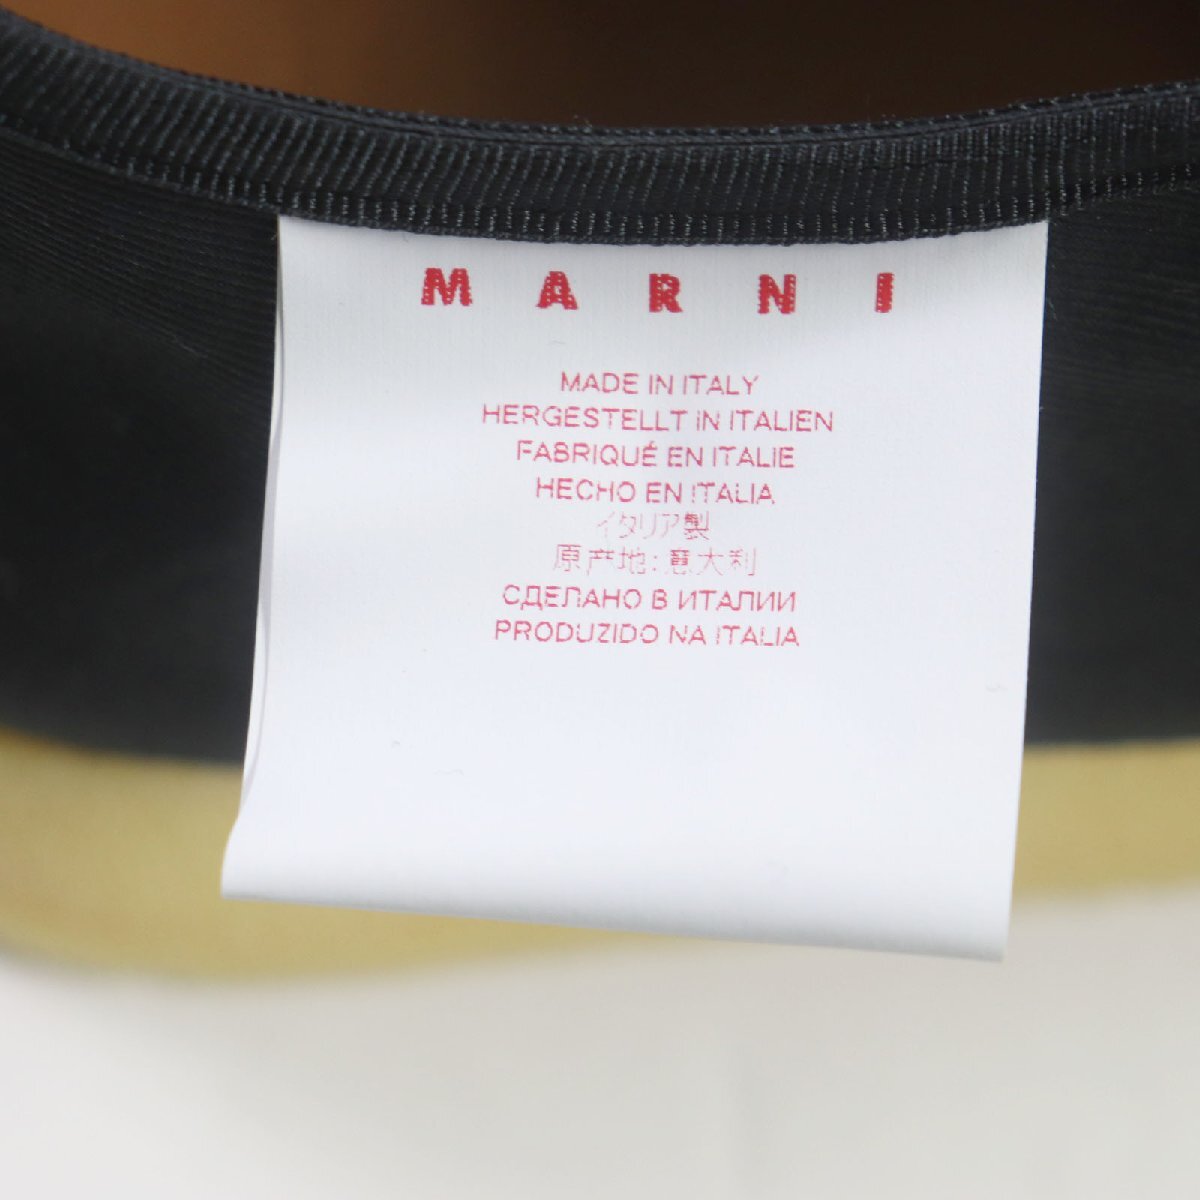 MARNI
MADE IN ITALY
HERGESTELLT IN ITALIEN
FABRIQUÉ EN ITALIE
HECHO EN ITALIA
イタリア製
原产地: 意大利
СДЕЛАНО В ИТАЛИИ
PRODUZIDO NA ITALIA